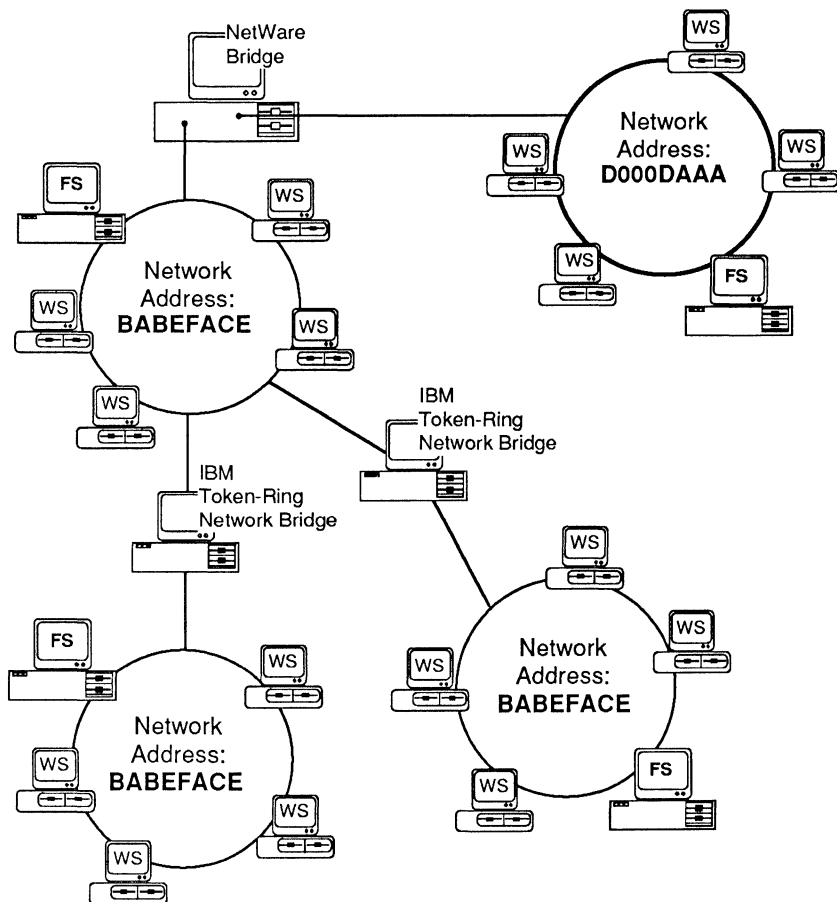 NetWare
Bridge
WS
WS
Network
Address:
D000DAAA
WS
WS
FS
FS
WS
Network
Address:
BABEFACE
WS
WS
WS
IBM
Token-Ring
Network Bridge
IBM
Token-Ring
Network Bridge
FS
WS
Network
Address:
BABEFACE
WS
WS
WS
WS
WS
WS
Network
Address:
BABEFACE
WS
FS